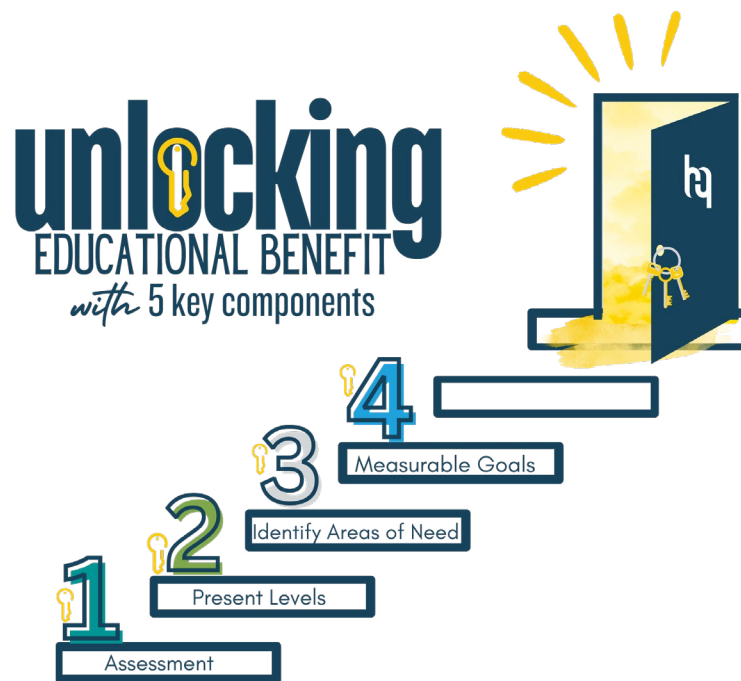 unlocking
EDUCATIONAL BENEFIT
with 5 key components
hq
4
Measurable Goals
3
Identify Areas of Need
2
Present Levels
1
Assessment